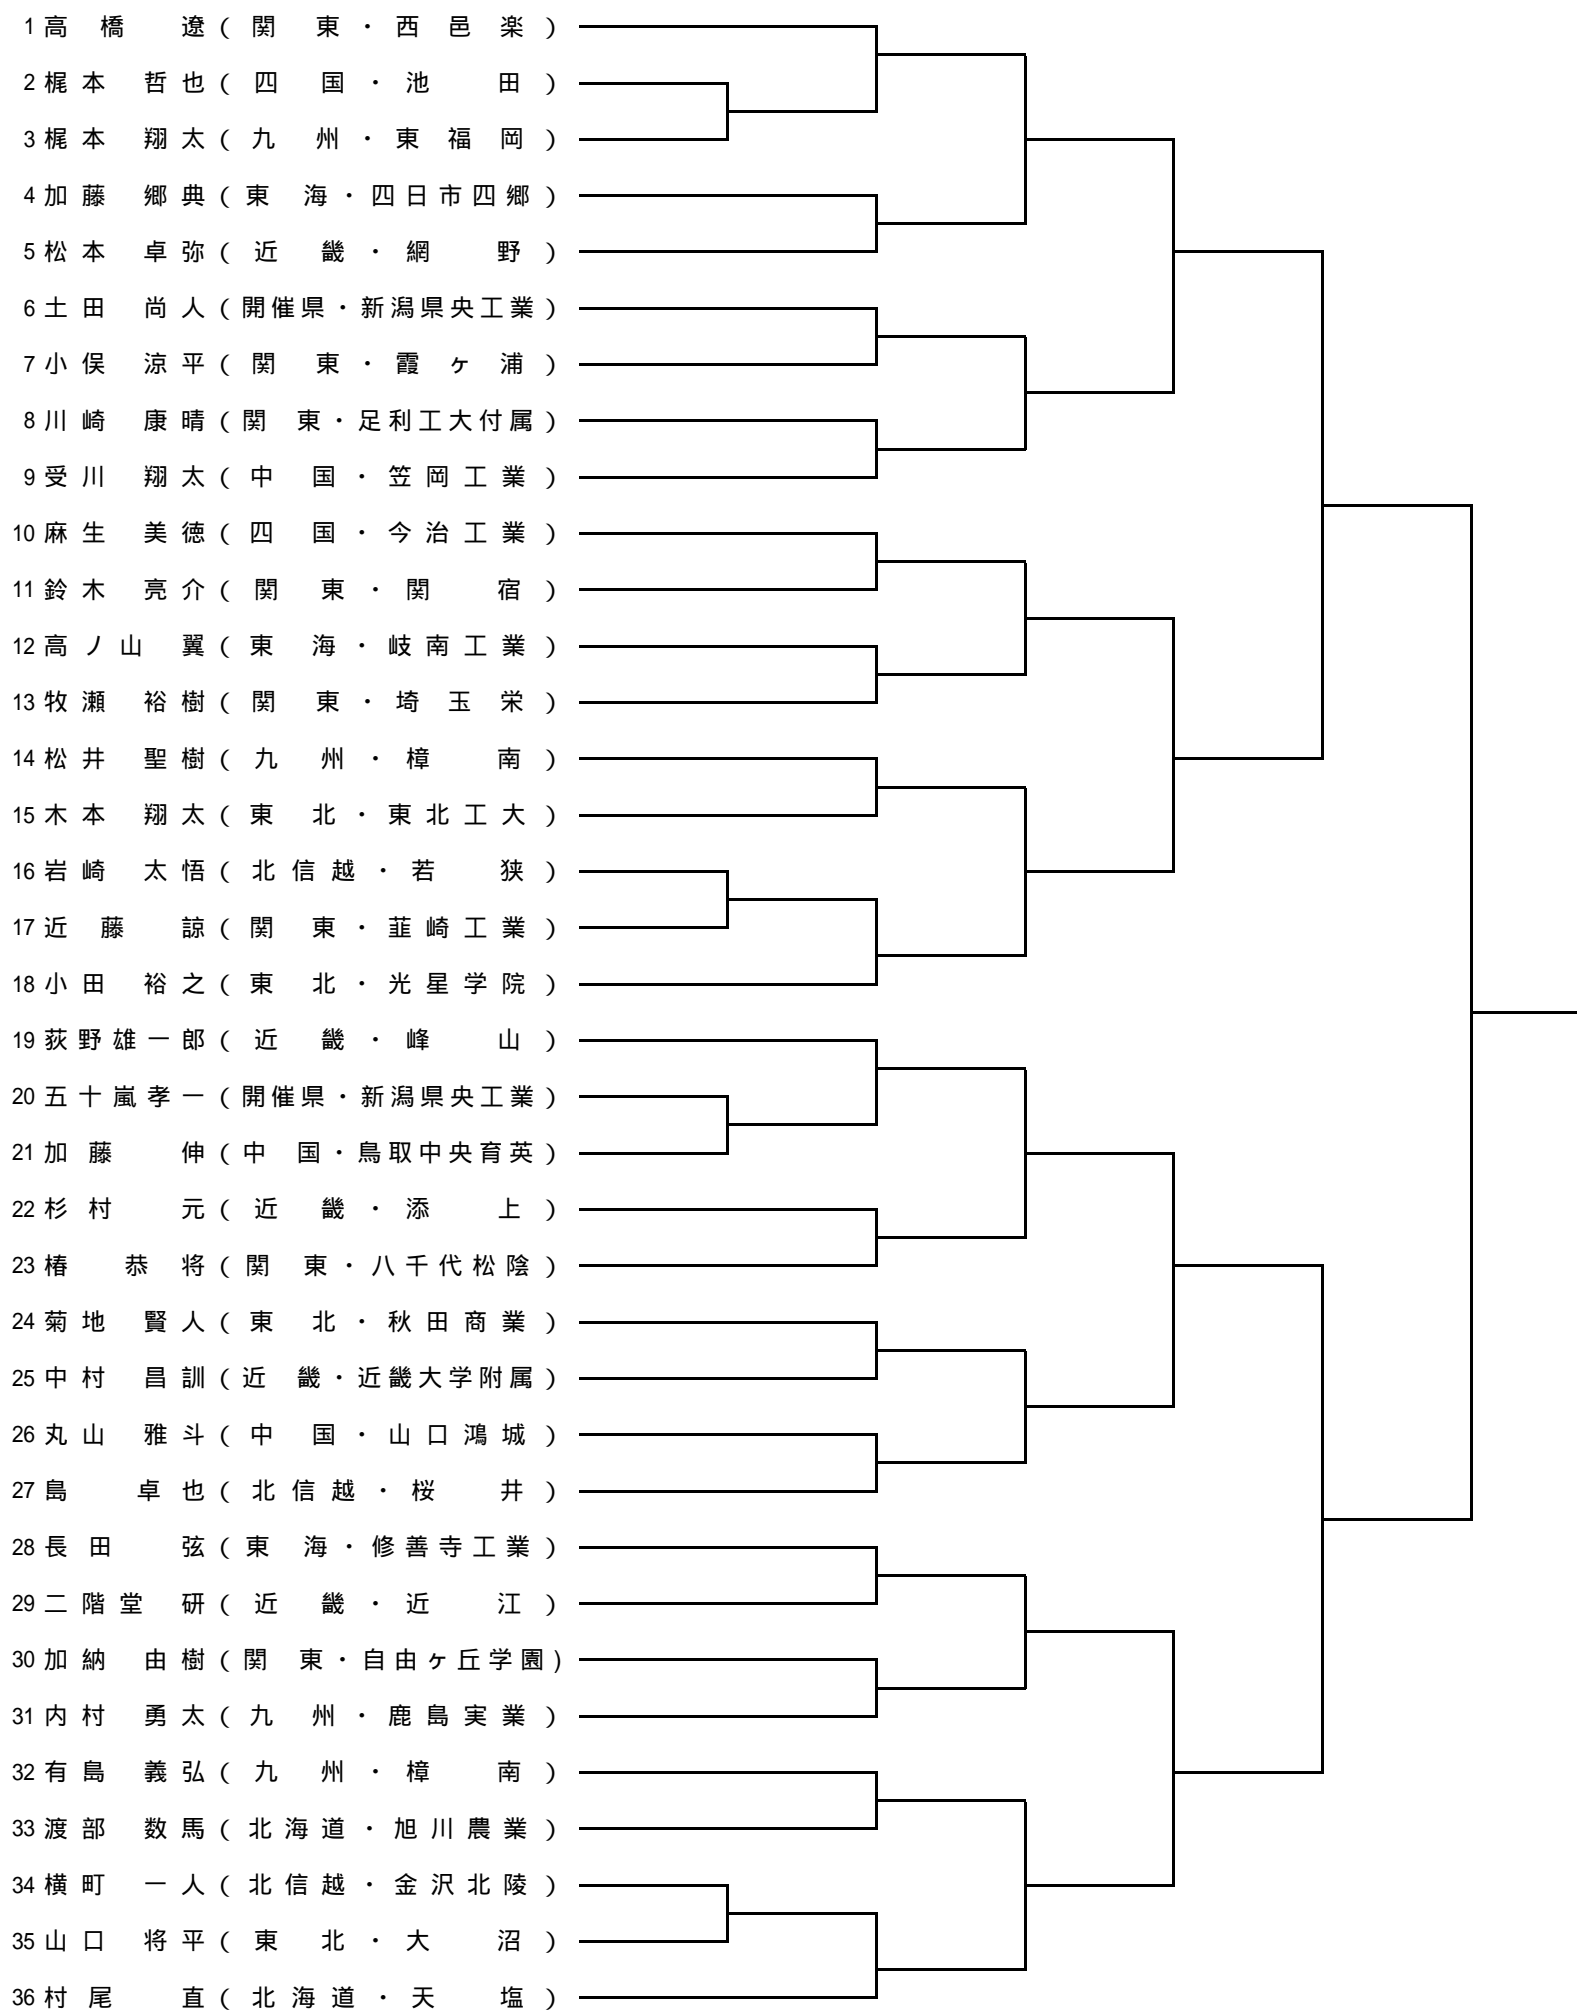 1 高橋 遼(関東・西邑楽)
2 梶本 哲也(四国・池田)
3 梶本 翔太(九州・東福岡)
4 加藤 郷典(東海・四日市四郷)
5 松本 卓弥(近畿・網野)
6 土田 尚人(開催県・新潟県央工業)
7 小俣 涼平(関東・霞ヶ浦)
8 川崎 康晴(関東・足利工大付属)
9 受川 翔太(中国・笠岡工業)
10 麻生 美徳(四国・今治工業)
11 鈴木 亮介(関東・関宿)
12 高ノ山 翼(東海・岐南工業)
13 牧瀬 裕樹(関東・埼玉栄)
14 松井 聖樹(九州・樟南)
15 木本 翔太(東北・東北工大)
16 岩崎 太悟(北信越・若狭)
17 近藤 諒(関東・韮崎工業)
18 小田 裕之(東北・光星学院)
19 荻野雄一郎(近畿・峰山)
20 五十嵐孝一(開催県・新潟県央工業)
21 加藤 伸(中国・鳥取中央育英)
22 杉村 元(近畿・添上)
23 椿 恭将(関東・八千代松陰)
24 菊地 賢人(東北・秋田商業)
25 中村 昌訓(近畿・近畿大学附属)
26 丸山 雅斗(中国・山口鴻城)
27 島 卓也(北信越・桜井)
28 長田 弦(東海・修善寺工業)
29 二階堂 研(近畿・近江)
30 加納 由樹(関東・自由ヶ丘学園)
31 内村 勇太(九州・鹿島実業)
32 有島 義弘(九州・樟南)
33 渡部 数馬(北海道・旭川農業)
34 横町 一人(北信越・金沢北陵)
35 山口 将平(東北・大沼)
36 村尾 直(北海道・天塩)